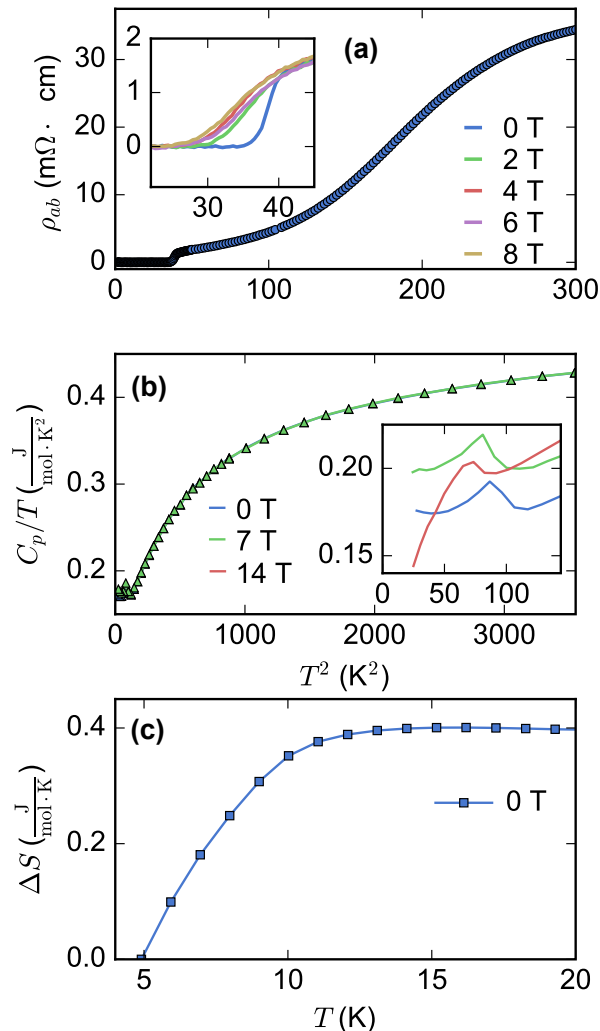 (a)
ρab (mΩ · cm)
0
10
20
30
0
100
200
300
0
1
2
30
40
0 T
2 T
4 T
6 T
8 T
(b)
Cp/T (J/mol·K²)
0.2
0.3
0.4
0
1000
2000
3000
T² (K²)
0 T
7 T
14 T
0.20
0.15
0
50
100
(c)
ΔS (J/mol·K)
0.0
0.2
0.4
5
10
15
20
T (K)
0 T